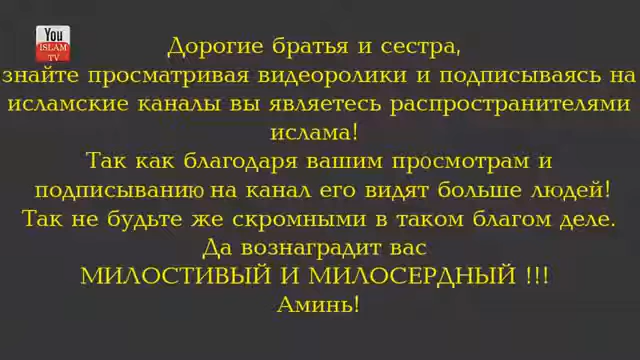 You
ISLAM
TV
Дорогие братья и сестра,
знайте просматривая видеоролики и подписываясь на
исламские каналы вы являетесь распространителями
ислама!
Так как благодаря вашим просмотрам и
подписыванию на канал его видят больше людей!
Так не будьте же скромными в таком благом деле.
Да вознаградит вас
МИЛОСТИВЫЙ И МИЛОСЕРДНЫЙ !!!
Аминь!